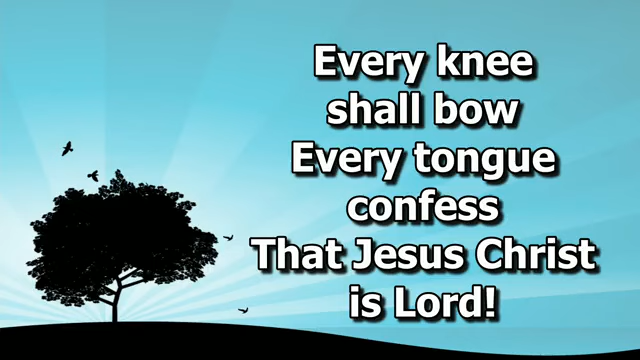 Every knee
shall bow
Every tongue
confess
That Jesus Christ
is Lord!